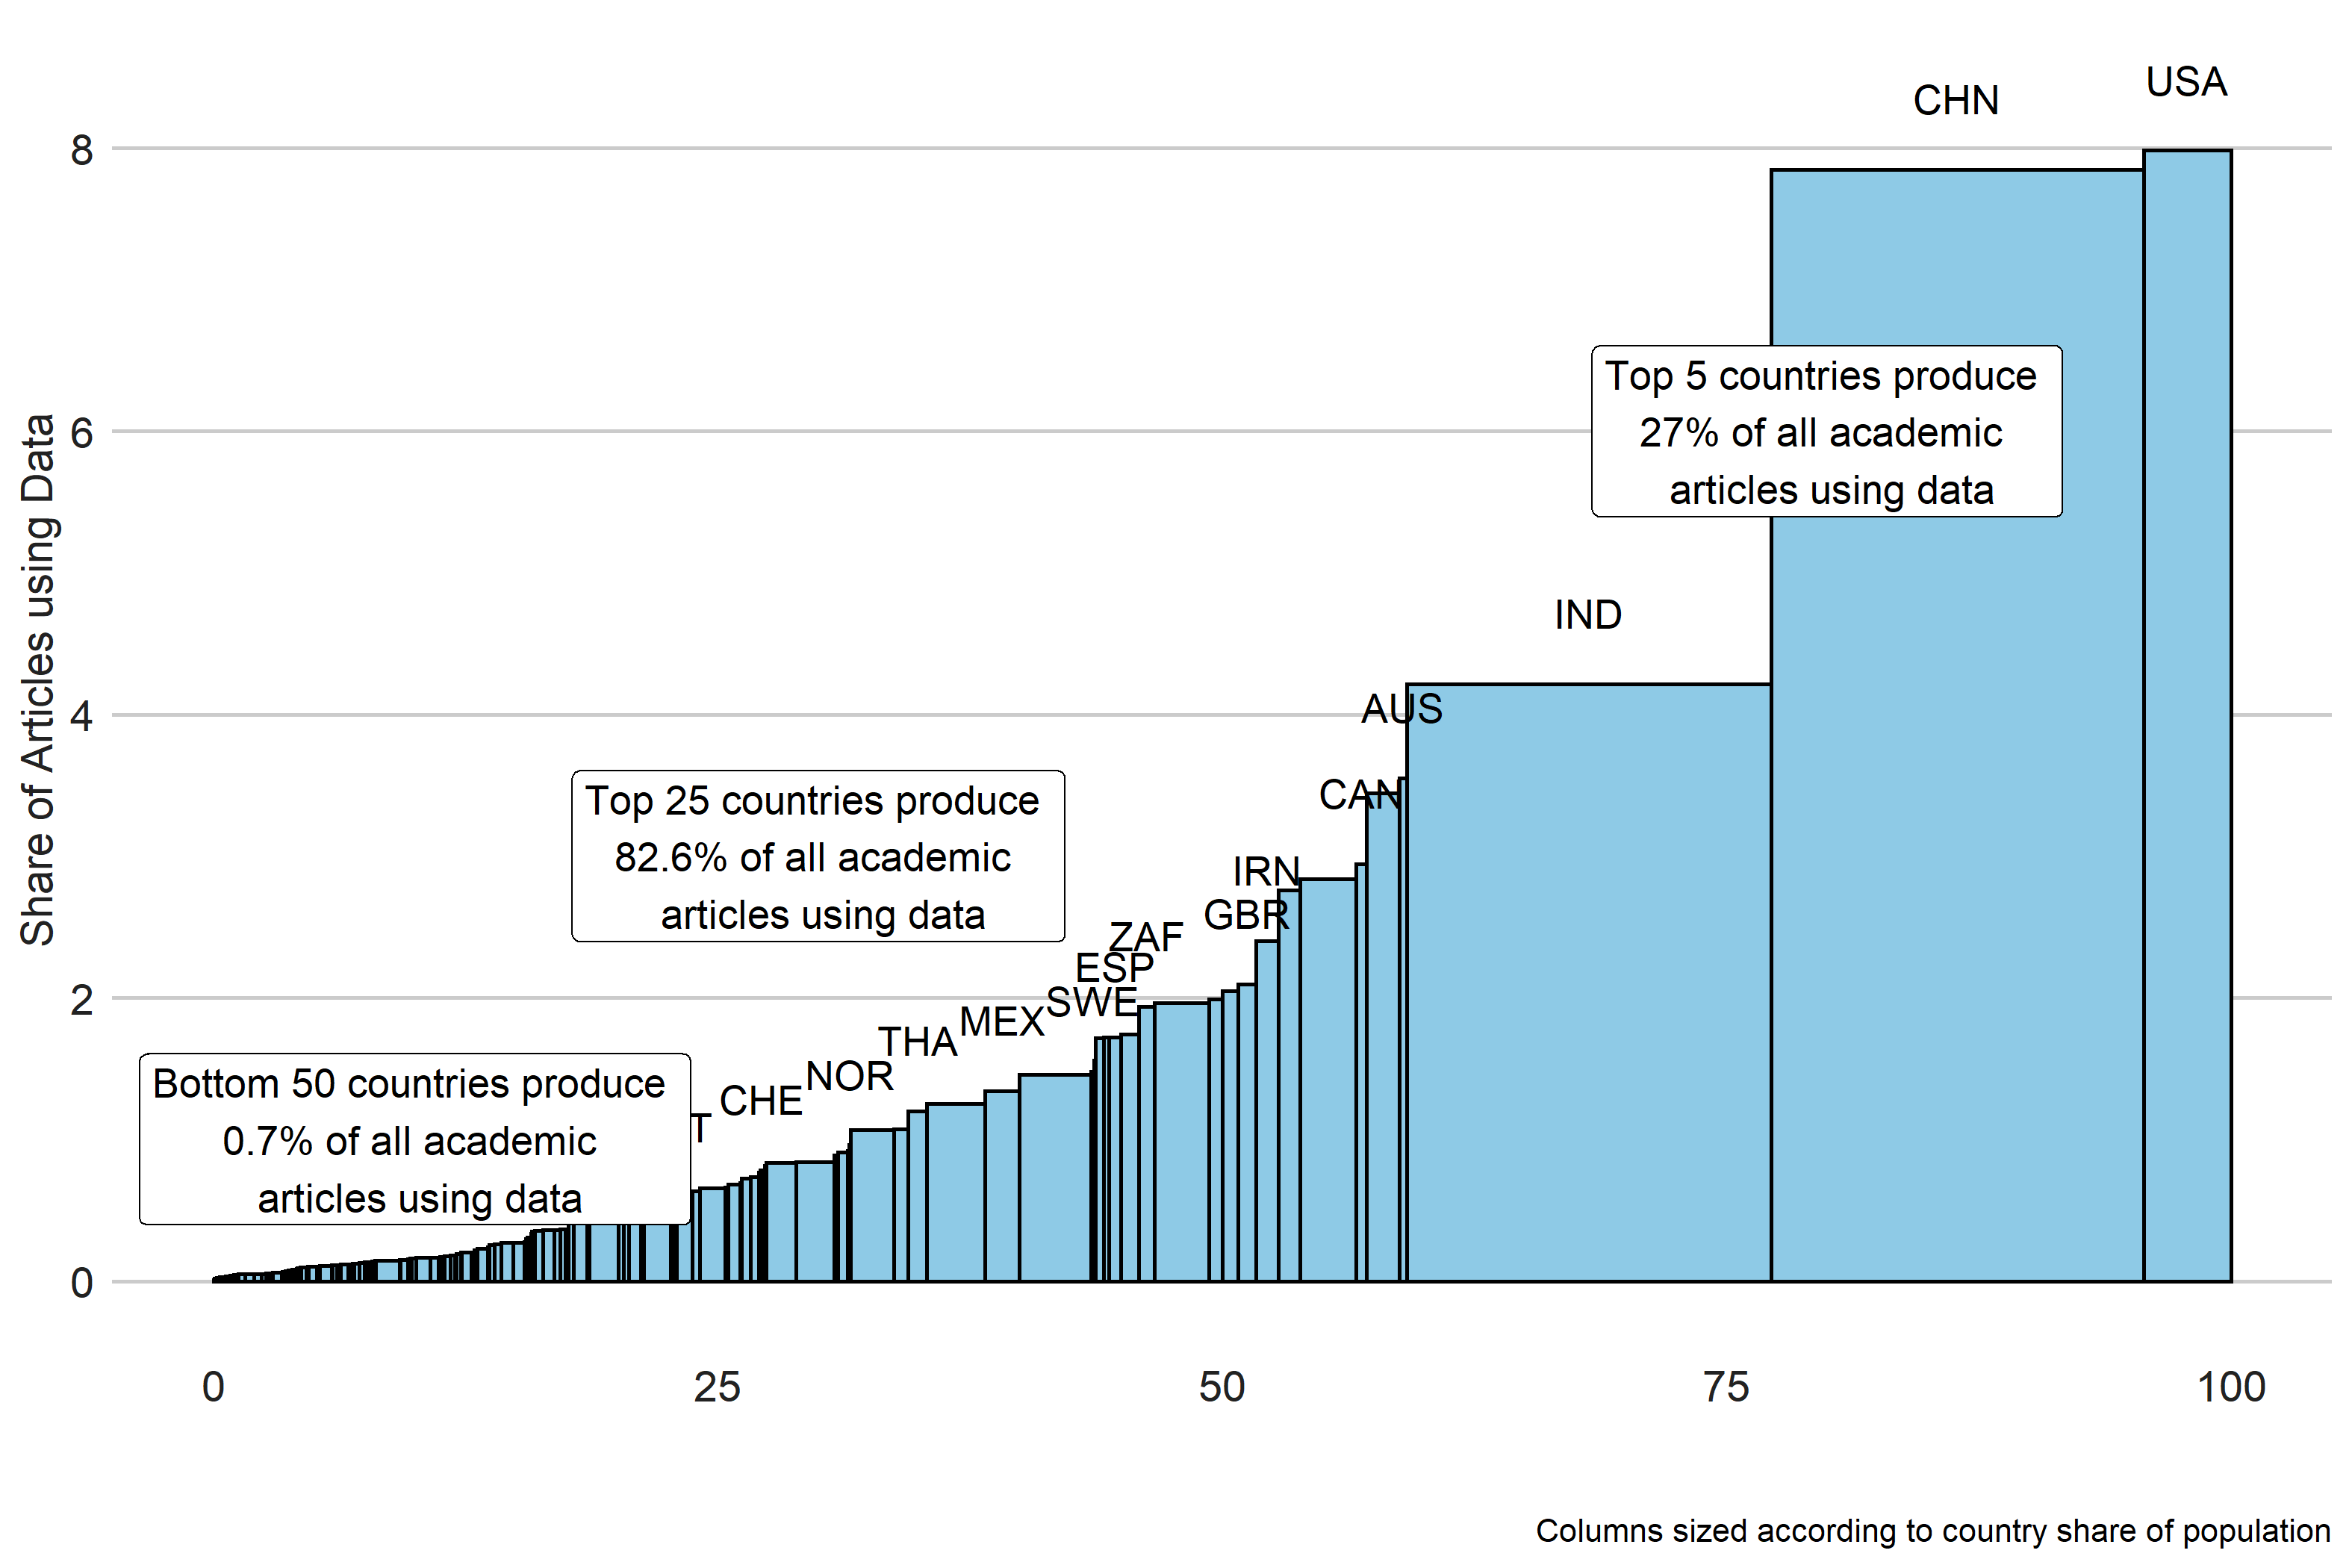 USA
CHN
8
Top 5 countries produce
27% of all academic
articles using data
6
IND
Share of Articles using Data
4
AUS
CAN
Top 25 countries produce
82.6% of all academic
articles using data
IRN
GBR
ZAF
ESP
SWE
2
MEX
THA
NOR
CHE
T
Bottom 50 countries produce
0.7% of all academic
articles using data
0
0 25 50 75 100
Columns sized according to country share of population